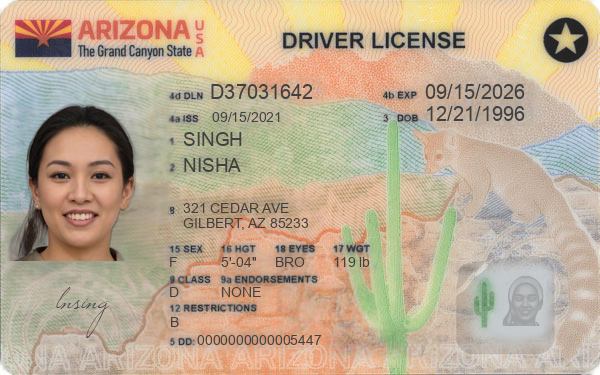 ARIZONA USA
The Grand Canyon State
DRIVER LICENSE
4d DLN D37031642
4b EXP 09/15/2026
4a ISS 09/15/2021
3 DOB 12/21/1996
1 SINGH
2 NISHA
8 321 CEDAR AVE
GILBERT, AZ 85233
15 SEX 16 HGT 18 EYES 17 WGT
F 5'-04" BRO 119 lb
9 CLASS 9a ENDORSEMENTS
D NONE
12 RESTRICTIONS
B
5 DD: 0000000000005447
lnsing
ARIZONA ARIZONA ARIZONA ARIZONA